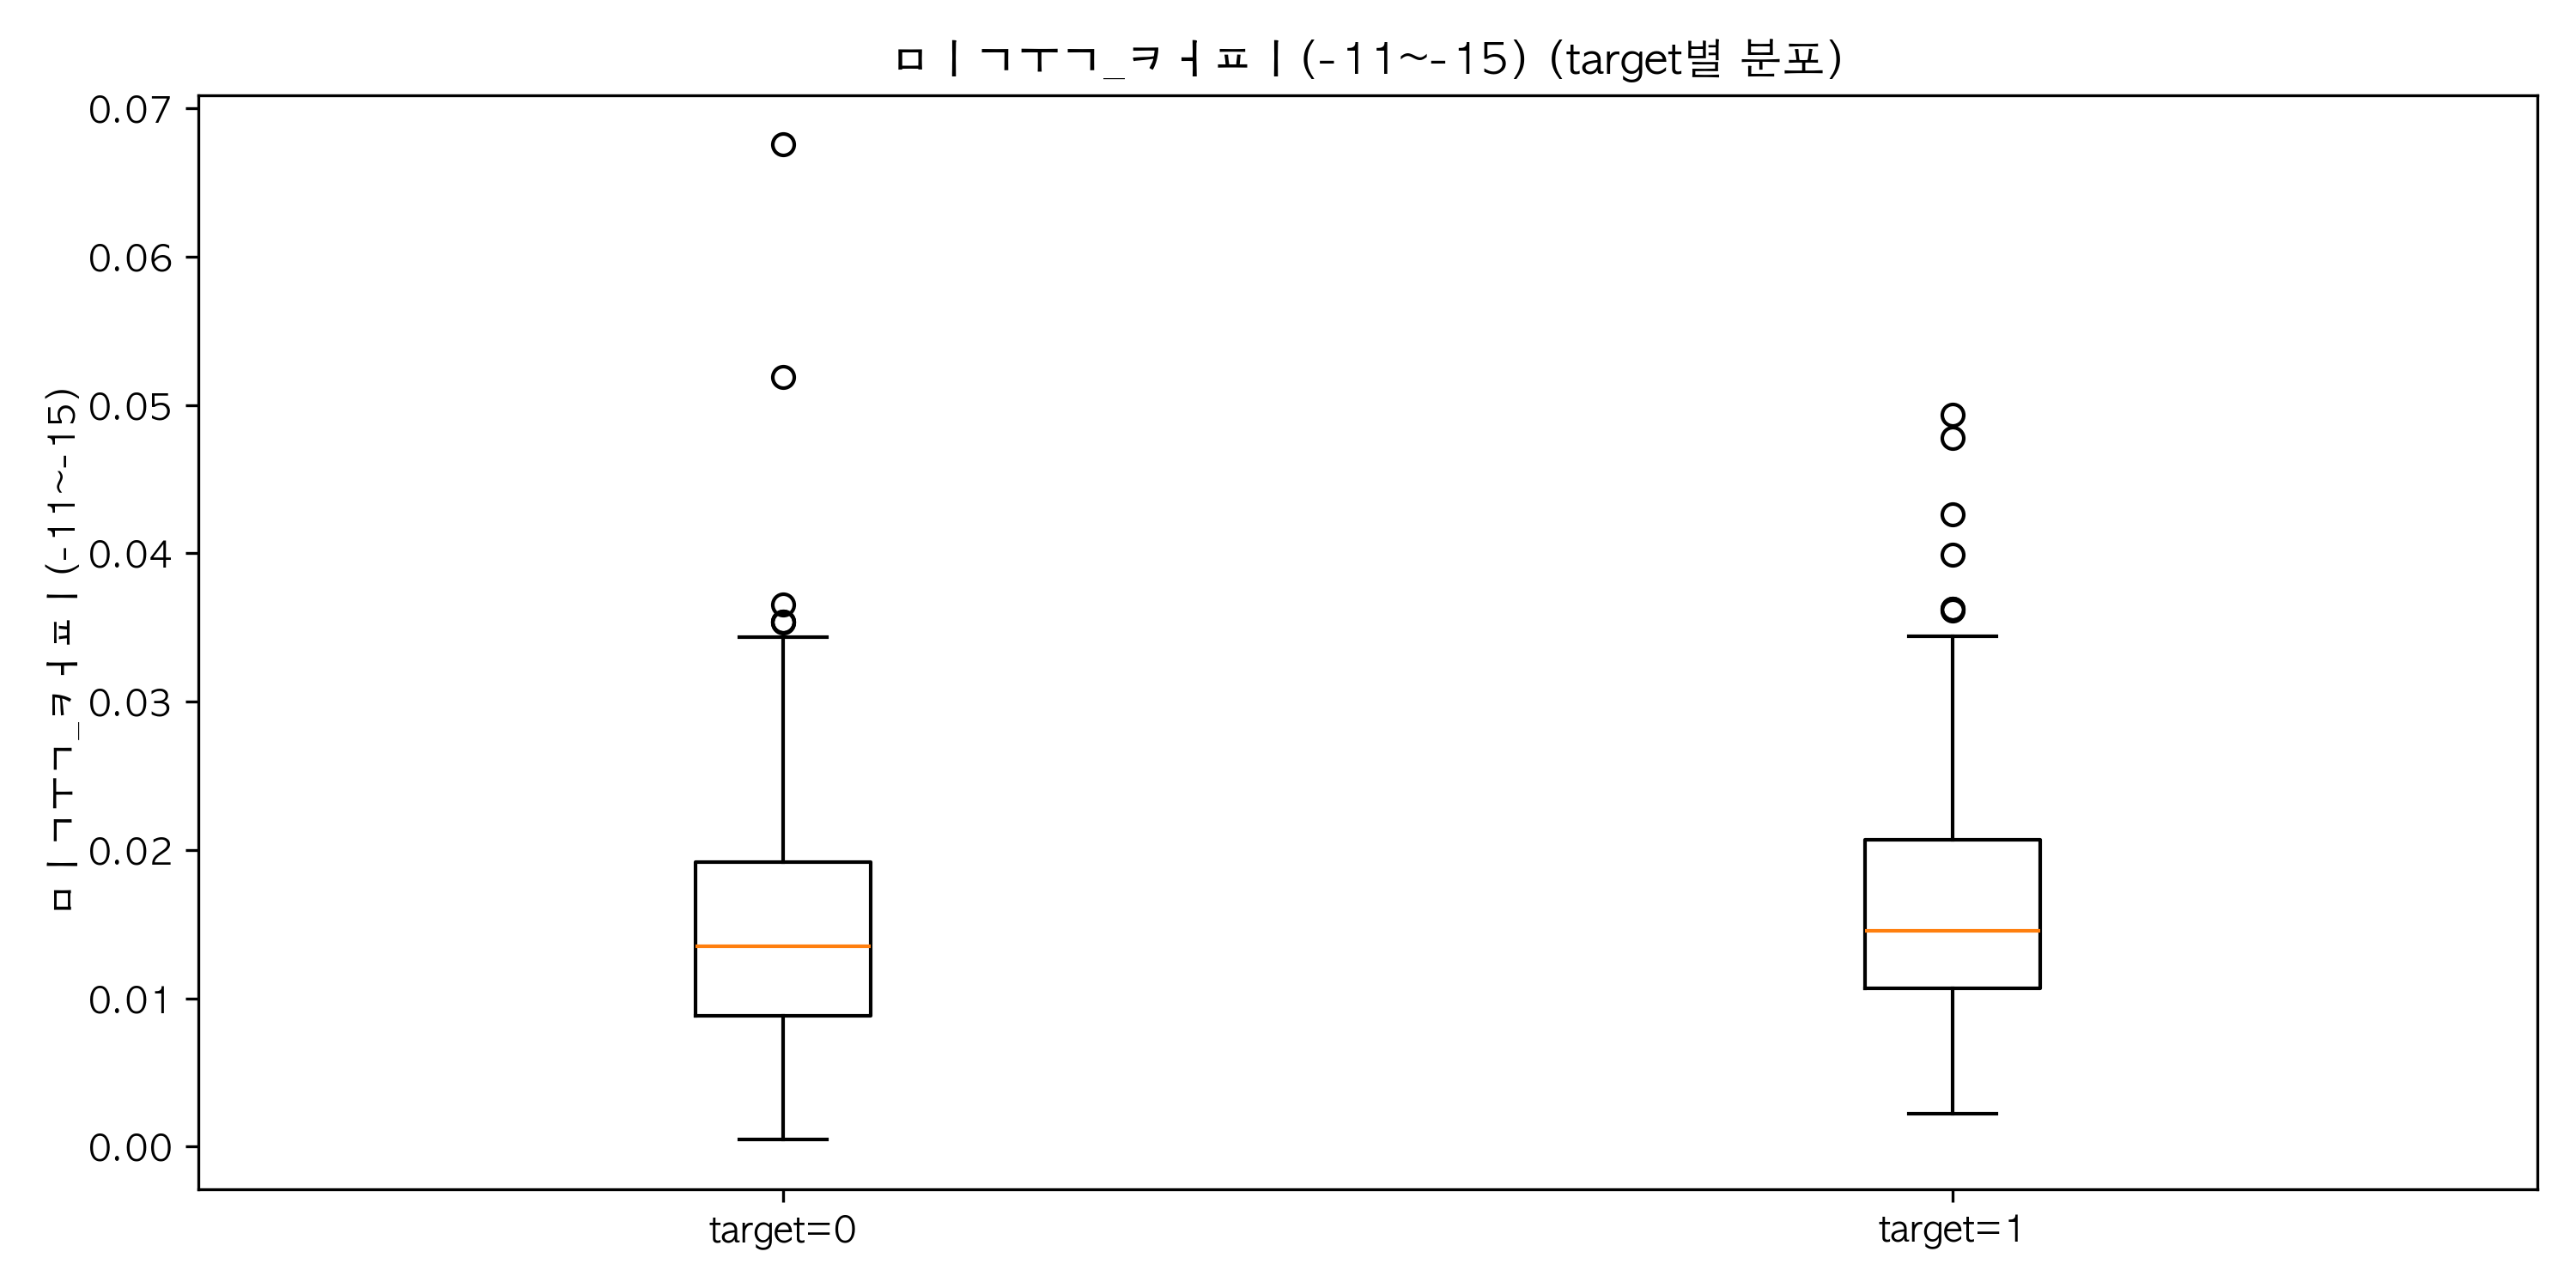 ㅁㅣㄱㅜㄱ_ㅋㅓㅍㅣ(-11~-15) (target별 분포)
ㅁㅣㄱㅜㄱ_ㅋㅓㅍㅣ(-11~-15)
0.07
0.06
0.05
0.04
0.03
0.02
0.01
0.00
target=0
target=1